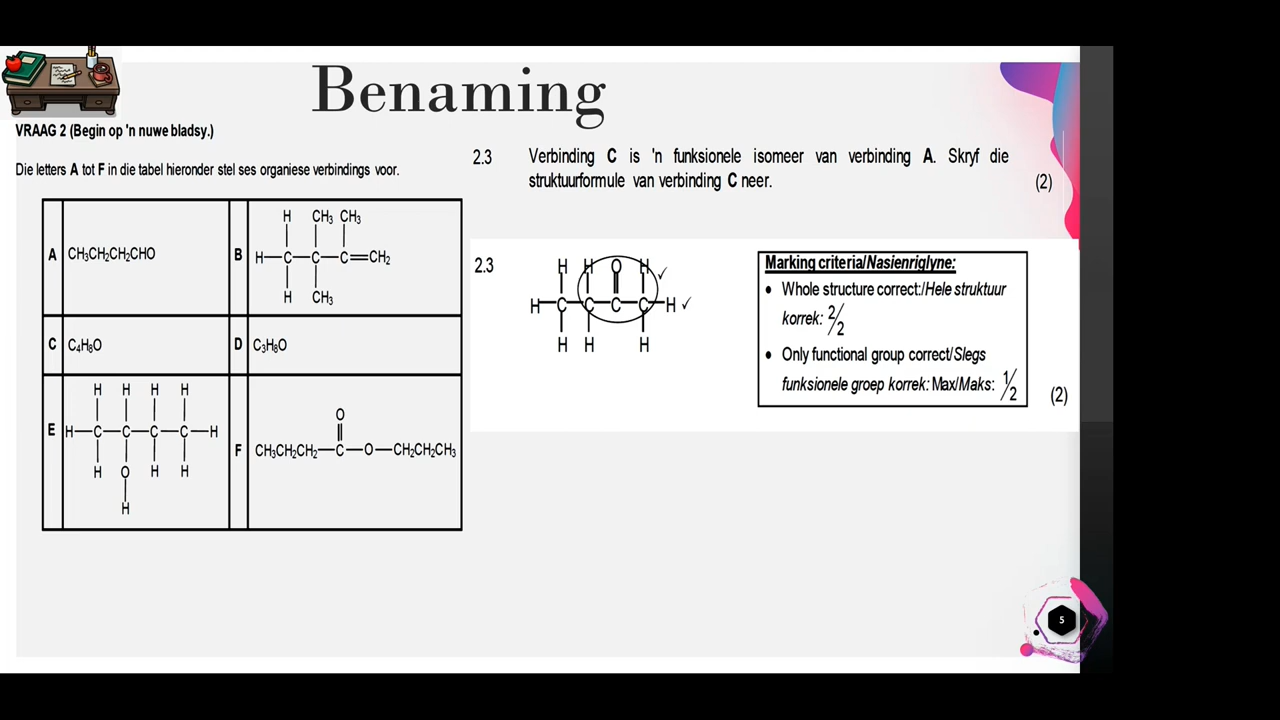 Benaming
VRAAG 2 (Begin op 'n nuwe bladsy.)
Die letters A tot F in die tabel hieronder stel ses organiese verbindings voor.
A CH₃CH₂CH₂CHO
B H CH₃ CH₃
H—C—C—C═CH₂
H CH₃
C C₄H₈O
D C₃H₈O
E H H H H
H—C—C—C—C—H
H O H H
H
F O
CH₃CH₂CH₂—C—O—CH₂CH₂CH₃
2.3 Verbinding C is 'n funksionele isomeer van verbinding A. Skryf die
struktuurformule van verbinding C neer. (2)
2.3 H H O H ✓
H—C—C—C—C—H ✓
H H H
Marking criteria/Nasienriglyne:
• Whole structure correct:/Hele struktuur
korrek: 2/2
• Only functional group correct/Slegs
funksionele groep korrek: Max/Maks: 1/2
(2)
5